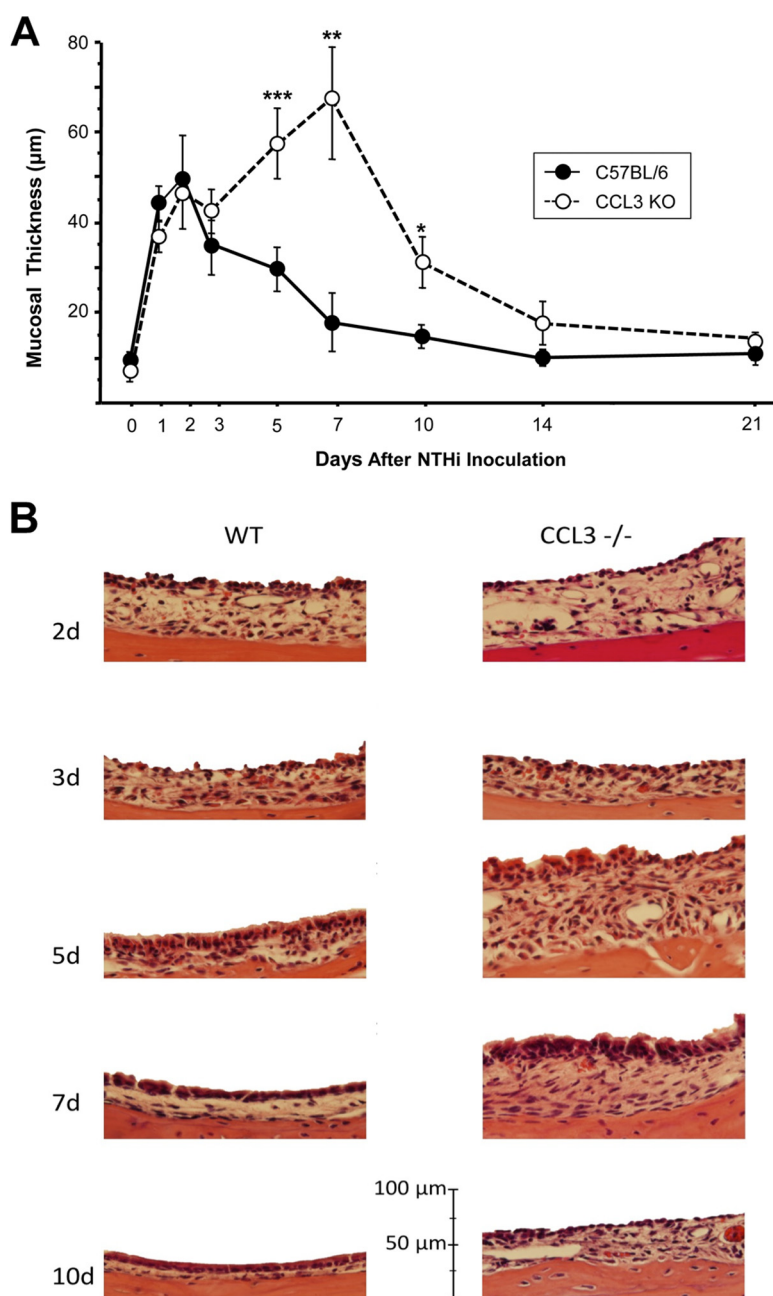 A
80
60
40
20
Mucosal Thickness (µm)
**
***
*
C57BL/6
CCL3 KO
0 1 2 3 5 7 10 14 21
Days After NTHi Inoculation
B
WT CCL3 -/-
2d
3d
5d
7d
100 µm
50 µm
10d